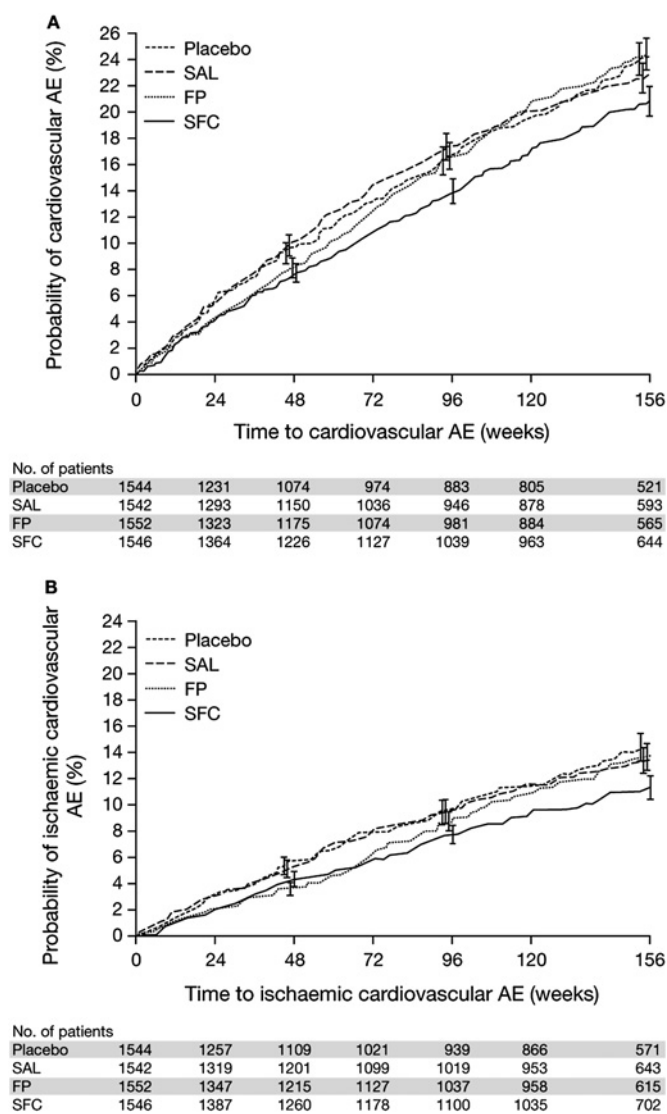 A
26
24
22
20
18
16
14
12
10
8
6
4
2
0
Probability of cardiovascular AE (%)
Placebo
SAL
FP
SFC
0 24 48 72 96 120 156
Time to cardiovascular AE (weeks)
No. of patients
Placebo 1544 1231 1074 974 883 805 521
SAL 1542 1293 1150 1036 946 878 593
FP 1552 1323 1175 1074 981 884 565
SFC 1546 1364 1226 1127 1039 963 644
B
24
22
20
18
16
14
12
10
8
6
4
2
0
Probability of ischaemic cardiovascular
AE (%)
Placebo
SAL
FP
SFC
0 24 48 72 96 120 156
Time to ischaemic cardiovascular AE (weeks)
No. of patients
Placebo 1544 1257 1109 1021 939 866 571
SAL 1542 1319 1201 1099 1019 953 643
FP 1552 1347 1215 1127 1037 958 615
SFC 1546 1387 1260 1178 1100 1035 702